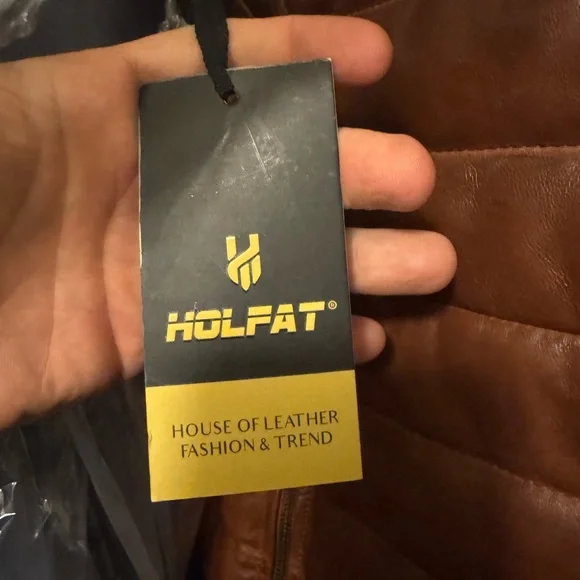 HOLFAT®
HOUSE OF LEATHER
FASHION & TREND